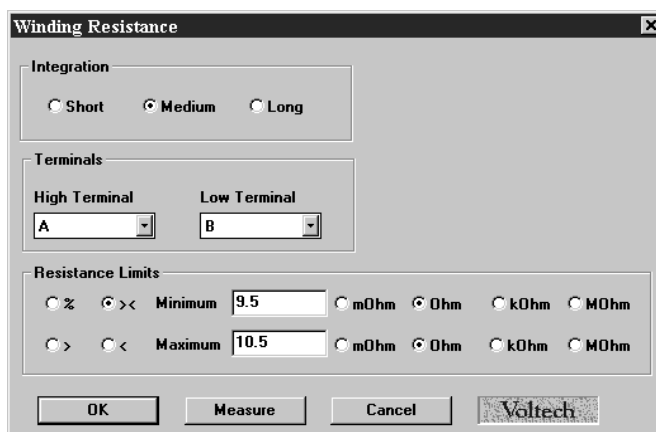 Winding Resistance
Integration
Short Medium Long
Terminals
High Terminal Low Terminal
A B
Resistance Limits
% >< Minimum 9.5 mOhm Ohm kOhm MOhm
> < Maximum 10.5 mOhm Ohm kOhm MOhm
OK Measure Cancel Voltech